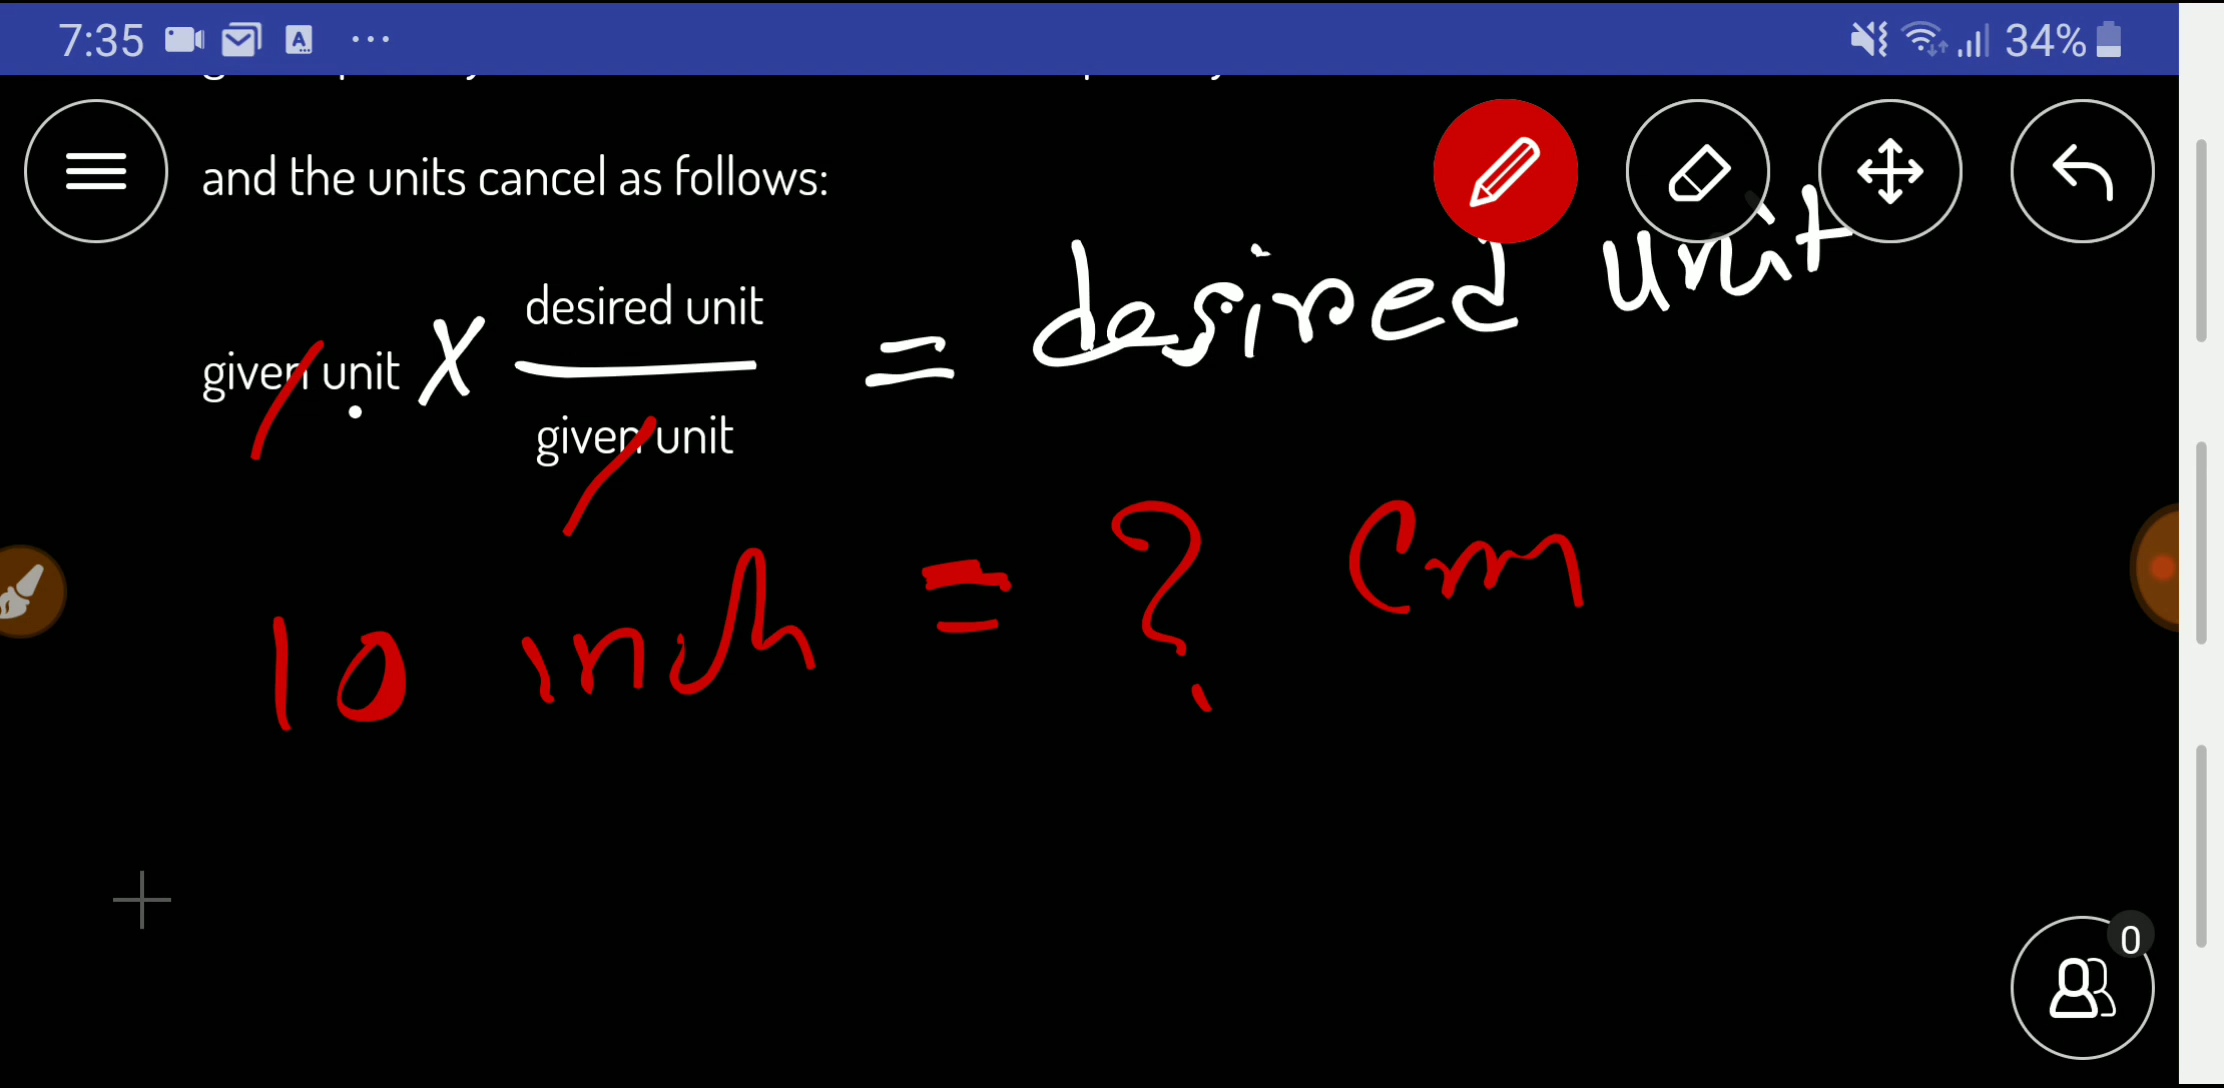 7:35 A ... 34%
and the units cancel as follows:
given unit X desired unit = desired unit
given unit
10 inch = ? cm
0